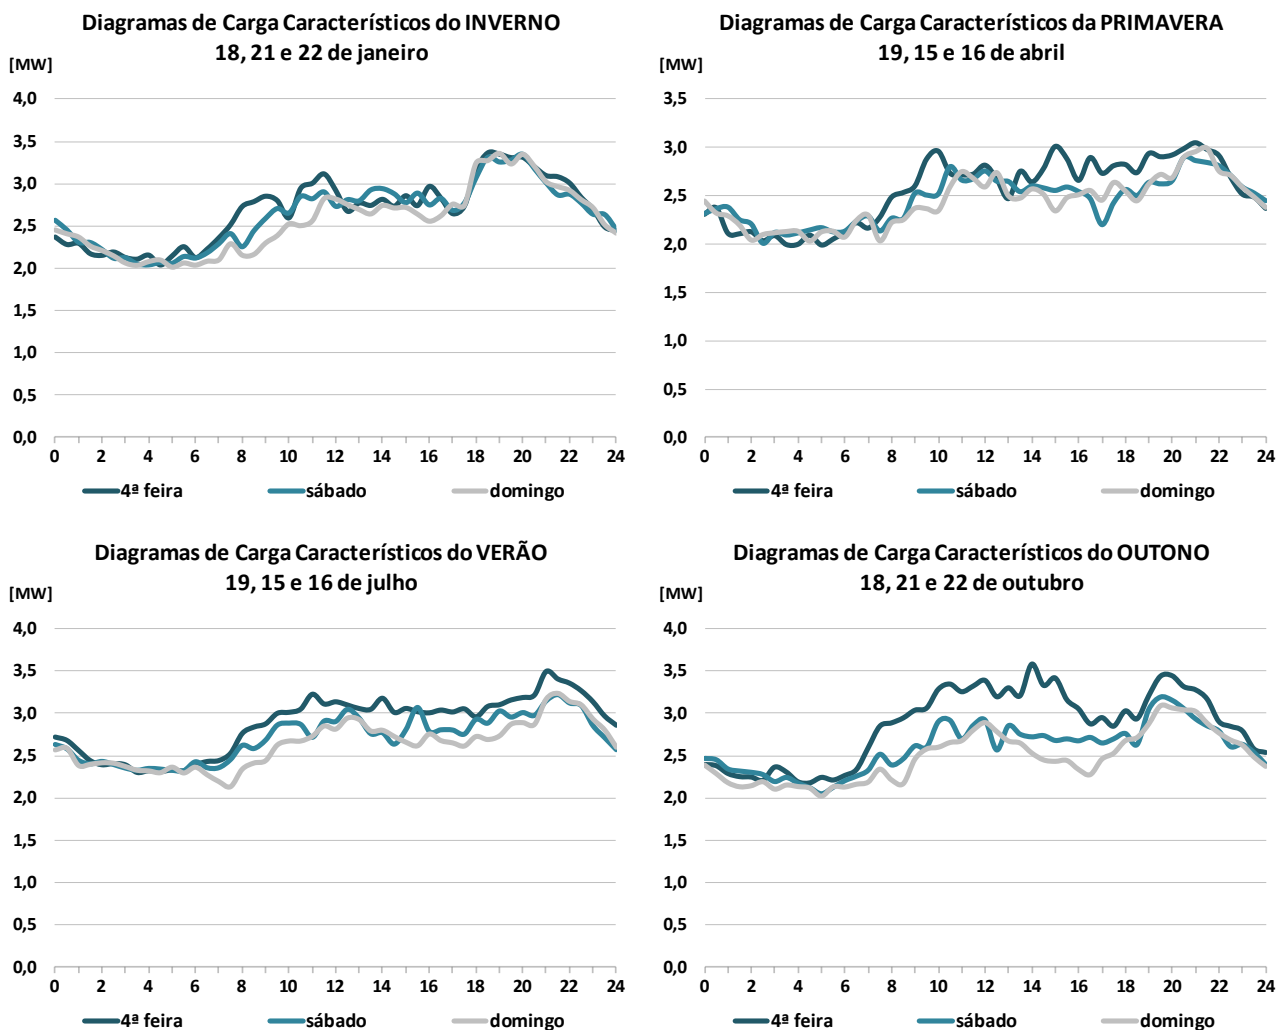 Diagramas de Carga Característicos do INVERNO
18, 21 e 22 de janeiro
[MW]
4,0
3,5
3,0
2,5
2,0
1,5
1,0
0,5
0,0
0 2 4 6 8 10 12 14 16 18 20 22 24
4ª feira sábado domingo
Diagramas de Carga Característicos da PRIMAVERA
19, 15 e 16 de abril
[MW]
3,5
3,0
2,5
2,0
1,5
1,0
0,5
0,0
0 2 4 6 8 10 12 14 16 18 20 22 24
4ª feira sábado domingo
Diagramas de Carga Característicos do VERÃO
19, 15 e 16 de julho
[MW]
4,0
3,5
3,0
2,5
2,0
1,5
1,0
0,5
0,0
0 2 4 6 8 10 12 14 16 18 20 22 24
4ª feira sábado domingo
Diagramas de Carga Característicos do OUTONO
18, 21 e 22 de outubro
[MW]
4,0
3,5
3,0
2,5
2,0
1,5
1,0
0,5
0,0
0 2 4 6 8 10 12 14 16 18 20 22 24
4ª feira sábado domingo